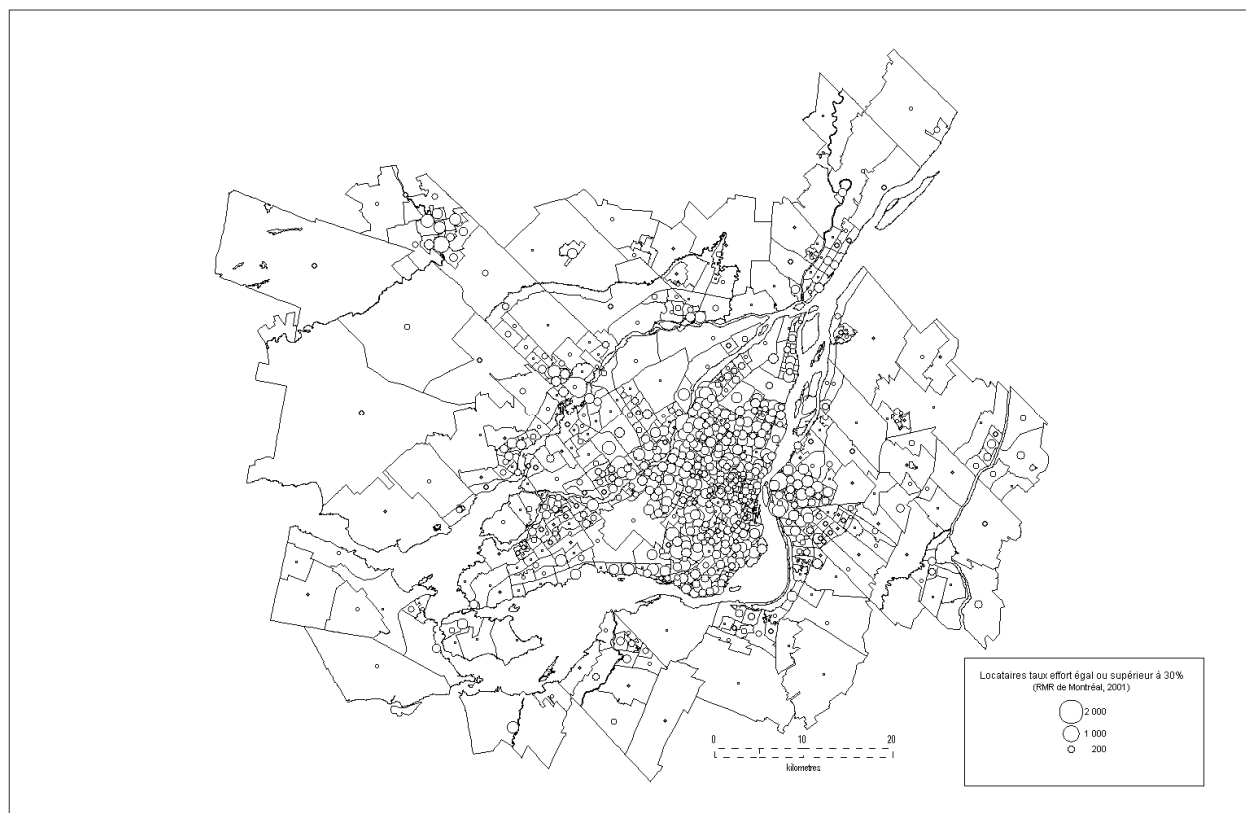 Locataires taux effort égal ou supérieur à 30%
(RMR de Montréal, 2001)
2 000
1 000
200
0 10 20
kilometres